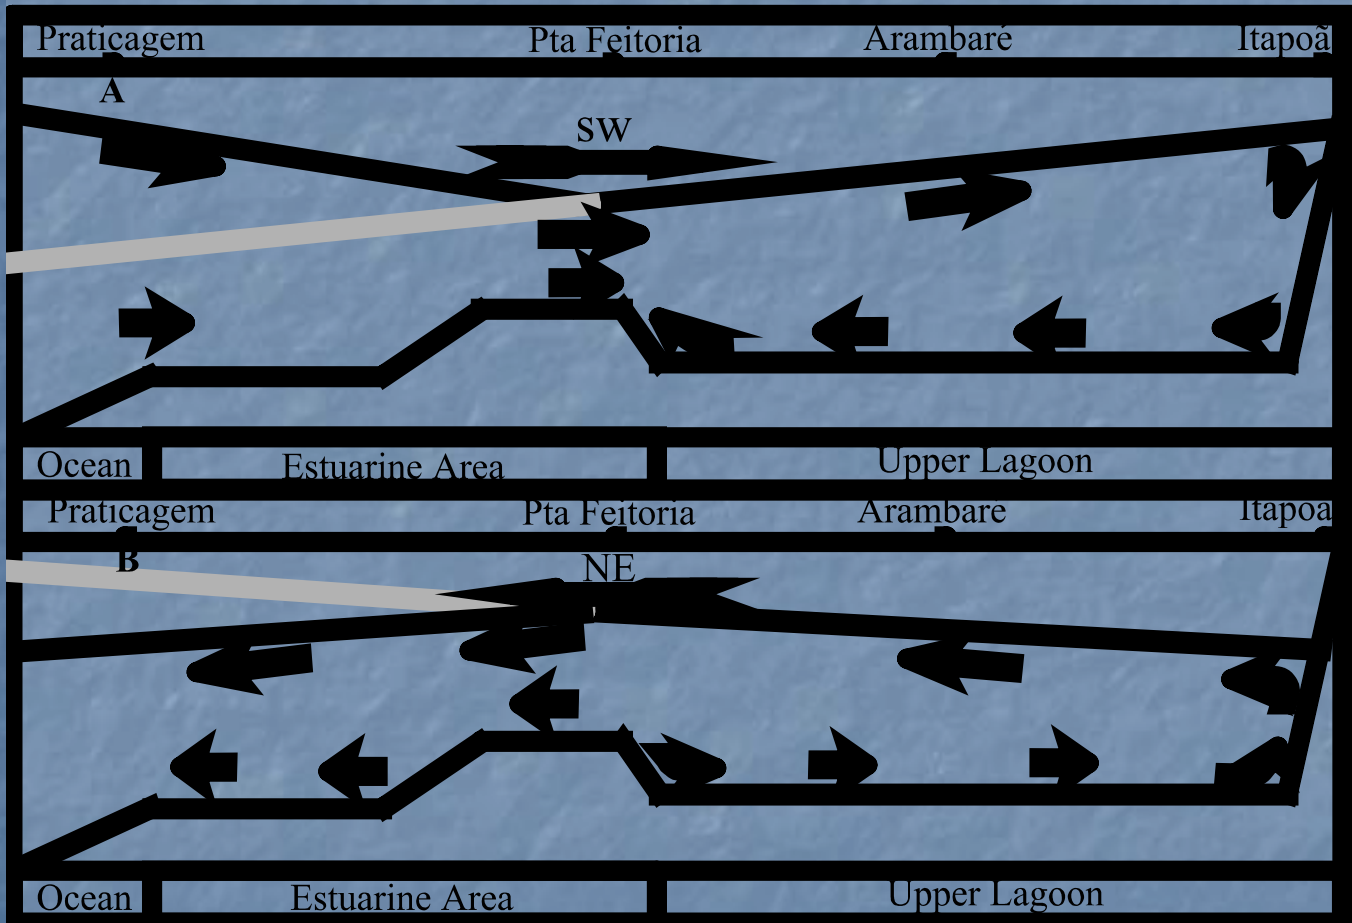 Praticagem Pta Feitoria Arambaré Itapoã
A
SW
Ocean Estuarine Area Upper Lagoon
Praticagem Pta Feitoria Arambaré Itapoã
B
NE
Ocean Estuarine Area Upper Lagoon